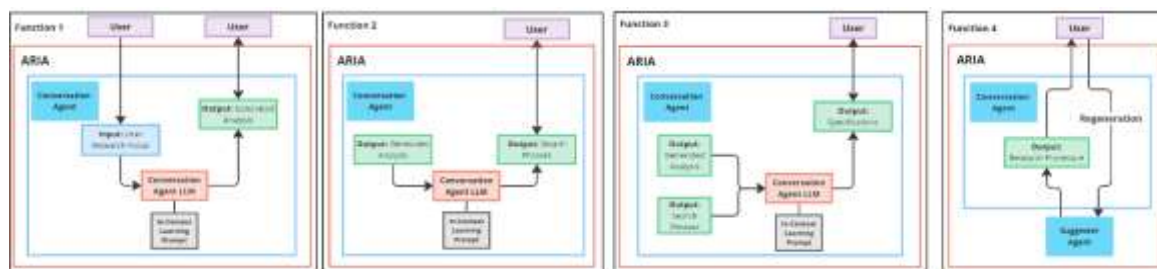 Function 1
User
User
ARIA
Conversation
Agent
Output: Generated
Analysis
Input: User
Research Focus
Conversation
Agent LLM
In-Context
Learning
Prompt
Function 2
User
ARIA
Conversation
Agent
Output: Generated
Analysis
Output: Search
Phrases
Conversation
Agent LLM
In-Context
Learning
Prompt
Function 3
User
ARIA
Conversation
Agent
Output:
Specifications
Output:
Generated Analysis
Output:
Search
Phrases
Conversation
Agent LLM
In-Context
Learning
Prompt
Function 4
User
ARIA
Conversation
Agent
Regeneration
Output:
Research Procedure
Suggester
Agent